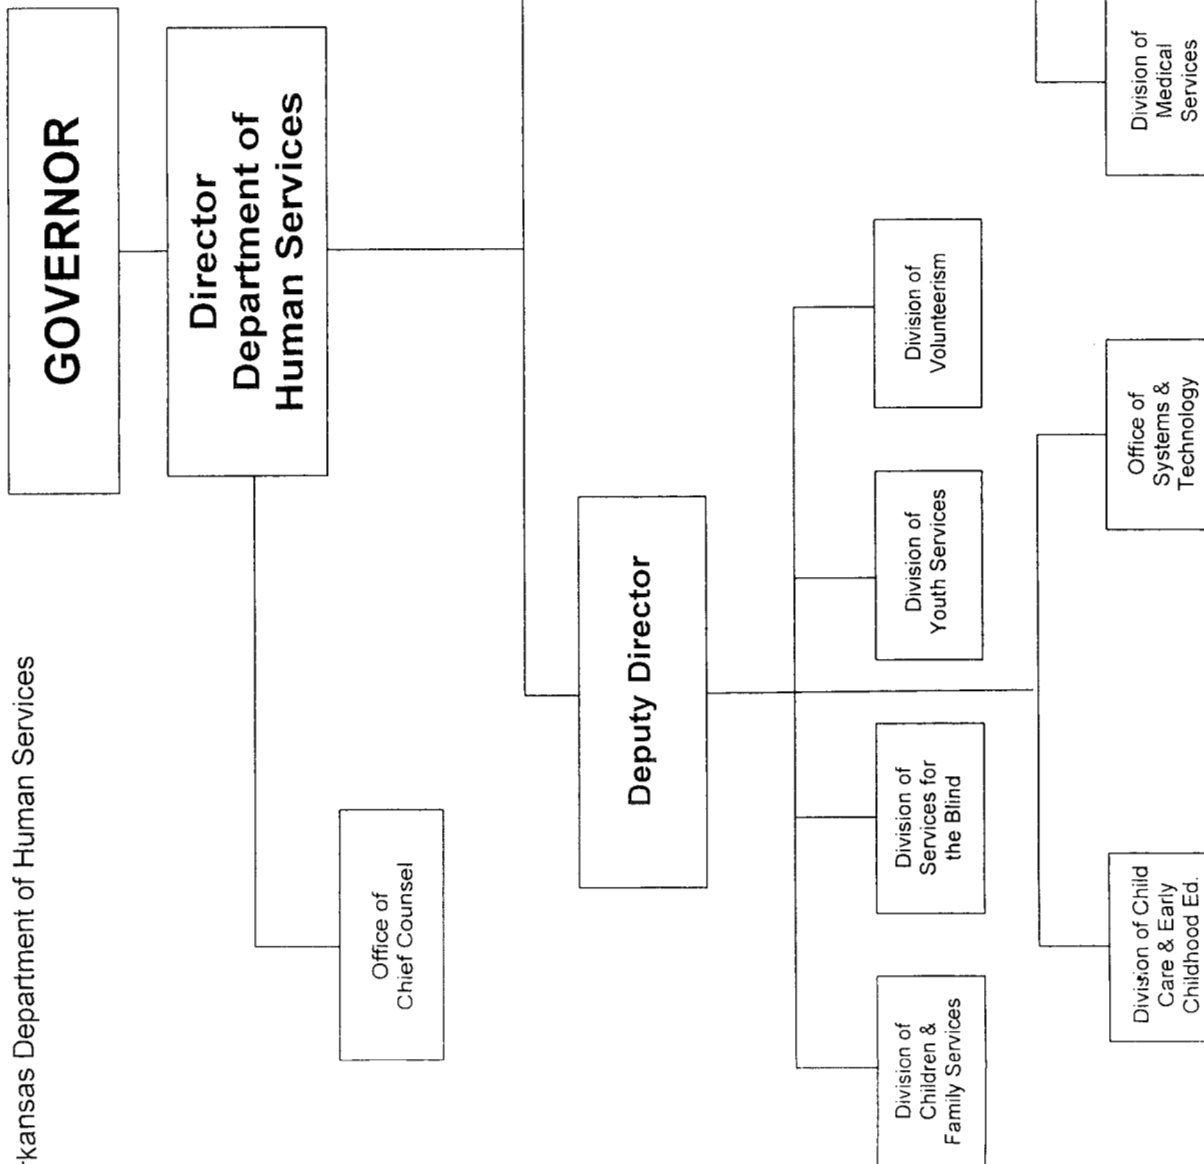 rkansas Department of Human Services
GOVERNOR
Director
Department of
Human Services
Office of
Chief Counsel
Deputy Director
Division of
Children &
Family Services
Division of
Services for
the Blind
Division of
Youth Services
Division of
Volunteerism
Division of Child
Care & Early
Childhood Ed.
Office of
Systems &
Technology
Division of
Medical
Services